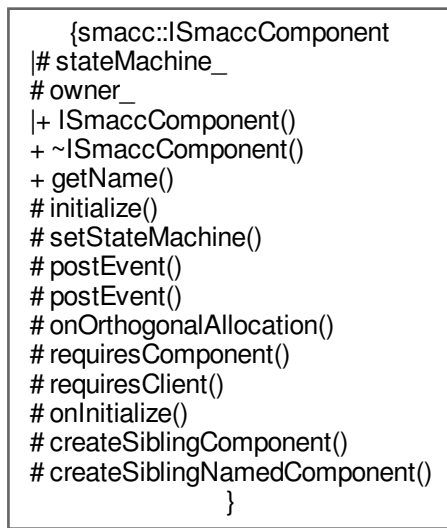 {smacc::ISmaccComponent
|# stateMachine_
# owner_
|+ ISmaccComponent()
+ ~ISmaccComponent()
+ getName()
# initialize()
# setStateMachine()
# postEvent()
# postEvent()
# onOrthogonalAllocation()
# requiresComponent()
# requiresClient()
# onInitialize()
# createSiblingComponent()
# createSiblingNamedComponent()
}